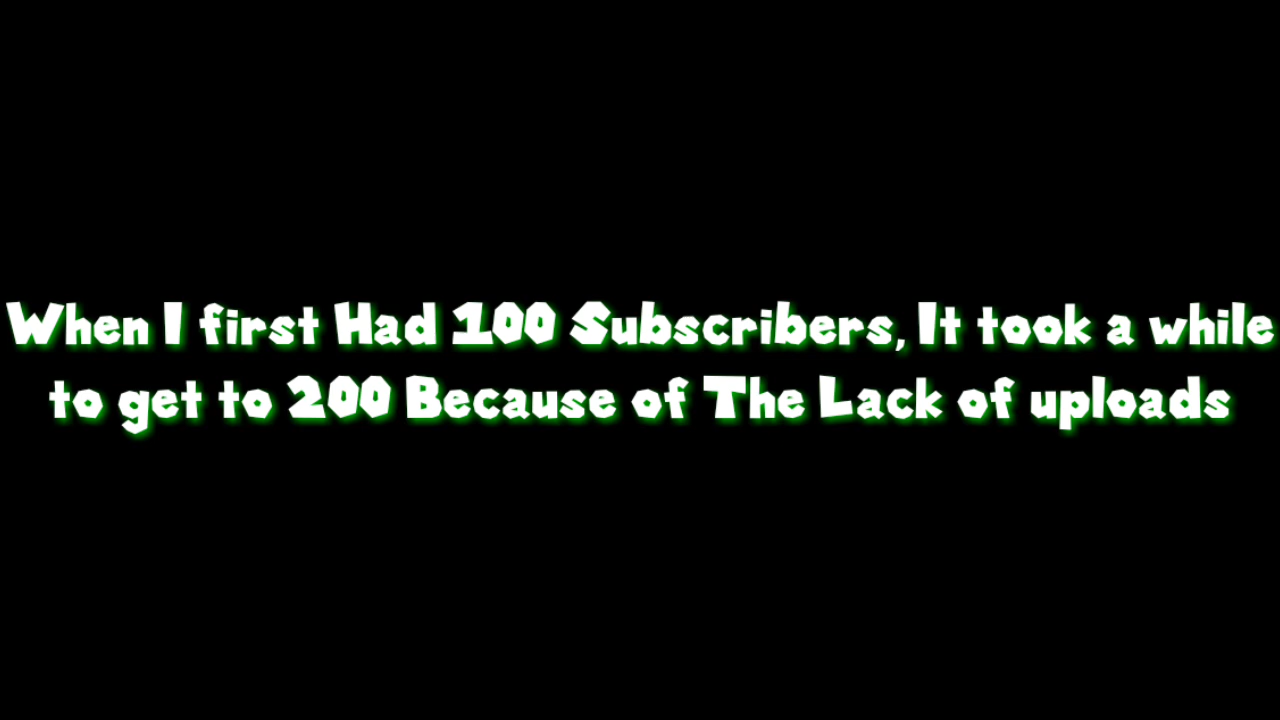 When I first Had 100 Subscribers, It took a while
to get to 200 Because of The Lack of uploads